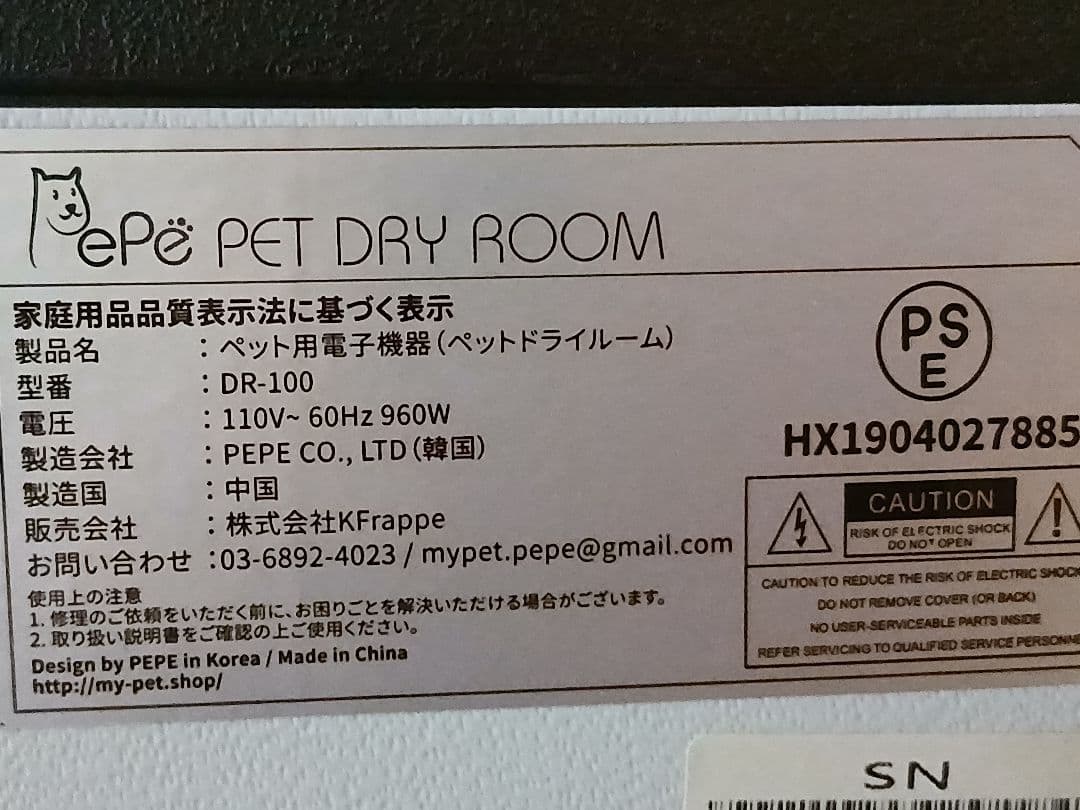 PePë PET DRY ROOM
家庭用品品質表示法に基づく表示
製品名 : ペット用電子機器(ペットドライルーム)
型番 : DR-100
電圧 : 110V~ 60Hz 960W
製造会社 : PEPE CO., LTD(韓国)
製造国 : 中国
販売会社 : 株式会社KFrappe
お問い合わせ :03-6892-4023 / mypet.pepe@gmail.com
使用上の注意
1. 修理のご依頼をいただく前に、お困りごとを解決いただける場合がございます。
2. 取り扱い説明書をご確認の上ご使用ください。
Design by PEPE in Korea / Made in China
http://my-pet.shop/
PS
E
HX1904027885
CAUTION
RISK OF ELECTRIC SHOCK
DO NOT OPEN
CAUTION TO REDUCE THE RISK OF ELECTRIC SHOCK
DO NOT REMOVE COVER (OR BACK)
NO USER-SERVICEABLE PARTS INSIDE
REFER SERVICING TO QUALIFIED SERVICE
SN